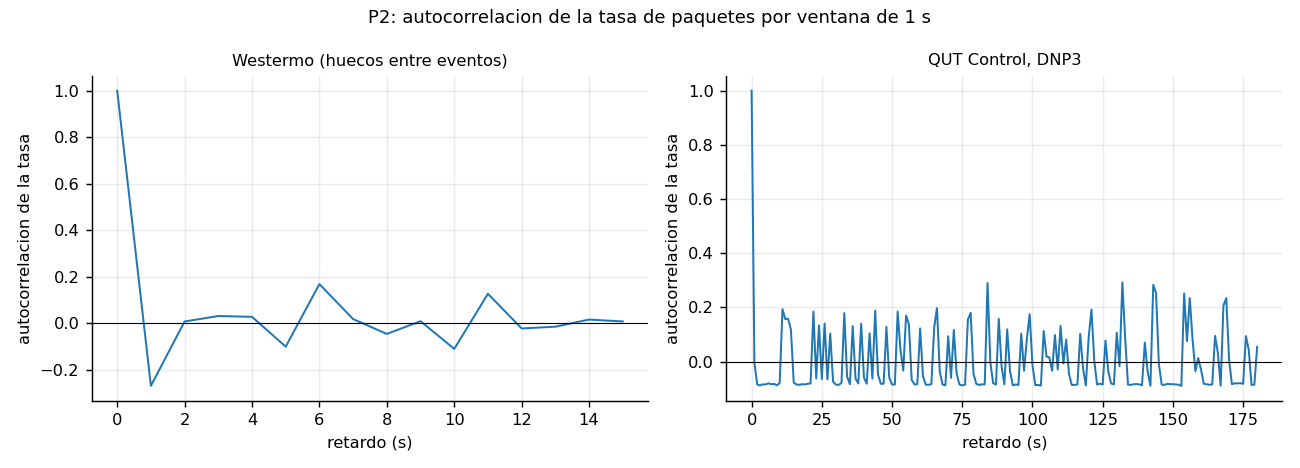 P2: autocorrelacion de la tasa de paquetes por ventana de 1 s
Westermo (huecos entre eventos)
autocorrelacion de la tasa
1.0
0.8
0.6
0.4
0.2
0.0
−0.2
0 2 4 6 8 10 12 14
retardo (s)
QUT Control, DNP3
autocorrelacion de la tasa
1.0
0.8
0.6
0.4
0.2
0.0
0 25 50 75 100 125 150 175
retardo (s)